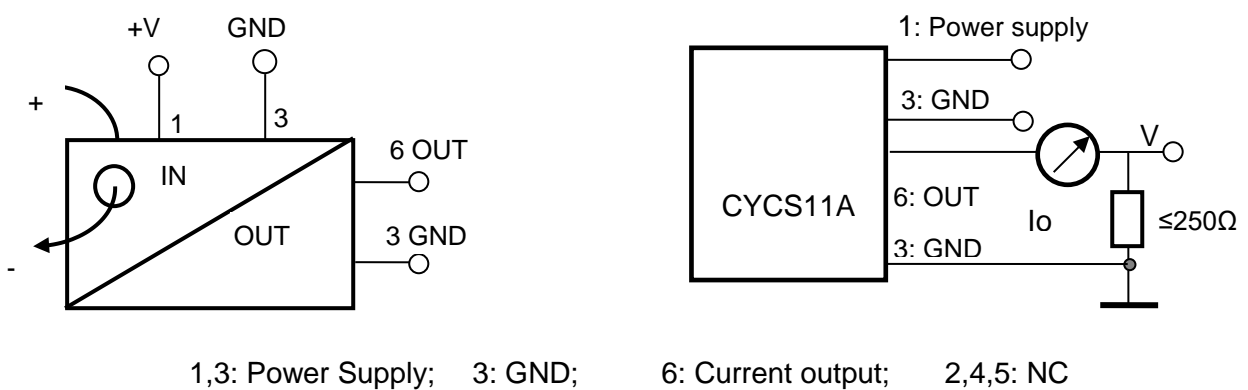 +V GND
+
1 3
IN
6 OUT
OUT
3 GND
-
1: Power supply
3: GND
V
CYCS11A
6: OUT
Io
≤250Ω
3: GND
1,3: Power Supply; 3: GND; 6: Current output; 2,4,5: NC